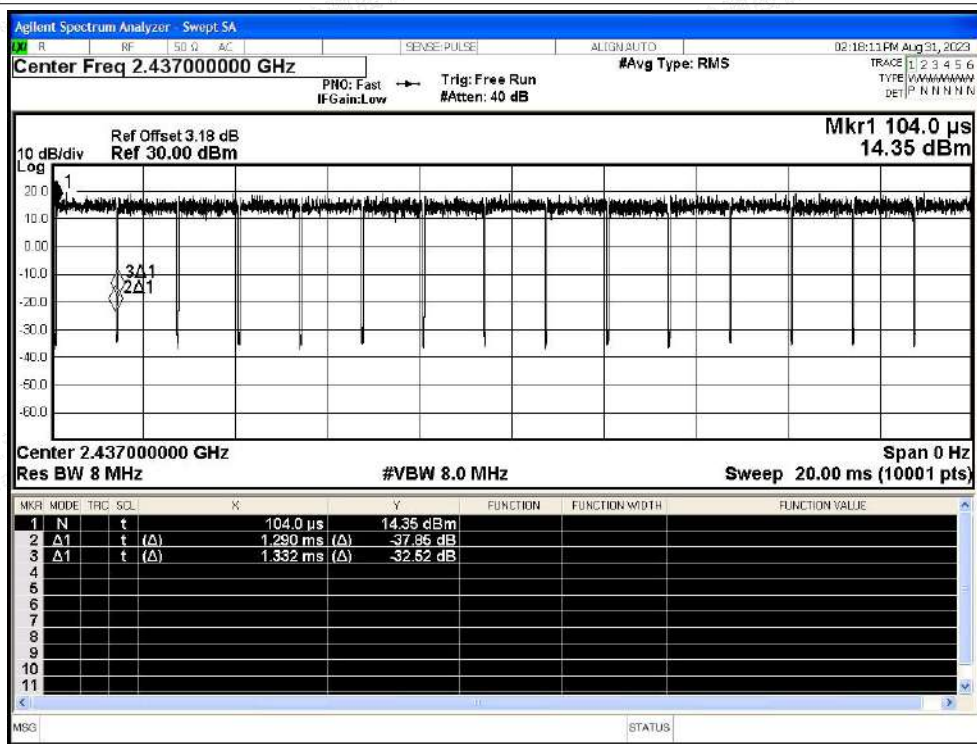 Agilent Spectrum Analyzer - Swept SA
LXI R RF 50 Ω AC SENSE:PULSE ALIGN AUTO 02:18:11 PM Aug 31, 2023
Center Freq 2.437000000 GHz #Avg Type: RMS TRACE 1 2 3 4 5 6
PNO: Fast Trig: Free Run TYPE
IFGain:Low #Atten: 40 dB DET P N N N N N
Mkr1 104.0 µs
14.35 dBm
Ref Offset 3.18 dB
10 dB/div Ref 30.00 dBm
Log
1
20.0
10.0
0.00
-10.0
3Δ1
2Δ1
-20.0
-30.0
-40.0
-50.0
-60.0
Center 2.437000000 GHz Span 0 Hz
Res BW 8 MHz #VBW 8.0 MHz Sweep 20.00 ms (10001 pts)
MKR MODE TRC SCL X Y FUNCTION FUNCTION WIDTH FUNCTION VALUE
1 N t 104.0 µs 14.35 dBm
2 Δ1 t (Δ) 1.290 ms (Δ) -37.85 dB
3 Δ1 t (Δ) 1.332 ms (Δ) -32.52 dB
4
5
6
7
8
9
10
11
MSG STATUS